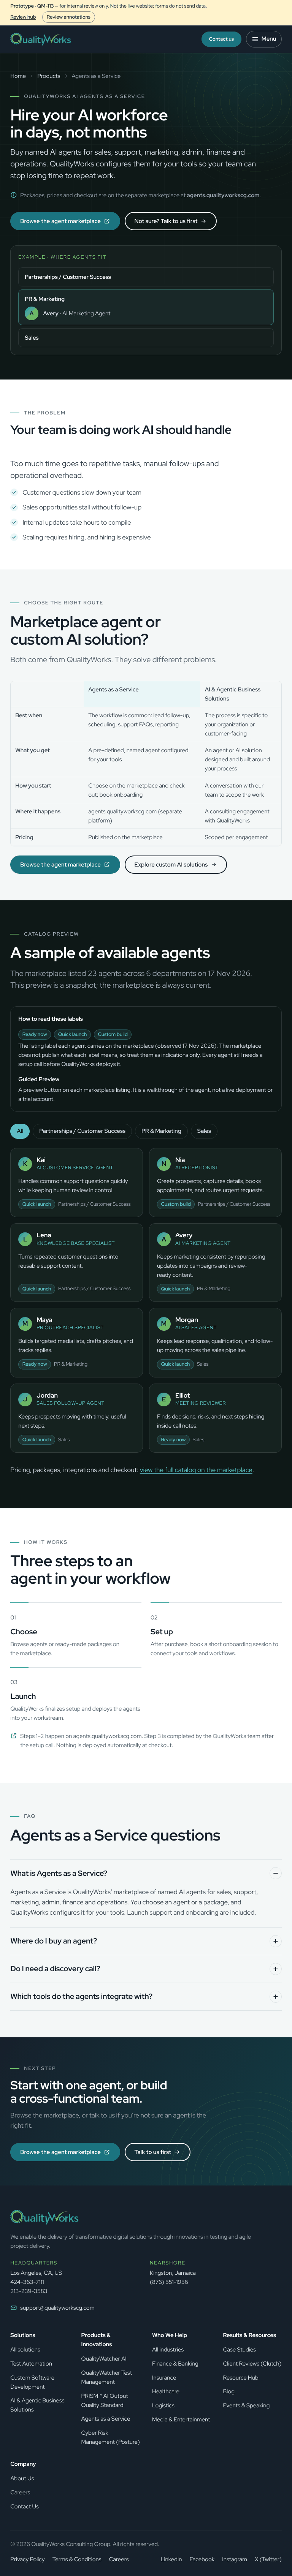 Prototype · QM-113 — for internal review only. Not the live website; forms do not send data.
Review hub
Review annotations
QualityWorks
Contact us
Menu
Home / Products / Agents as a Service
QUALITYWORKS AI AGENTS AS A SERVICE
Hire your AI workforce
in days, not months
Buy named AI agents for sales, support, marketing, admin, finance and
operations. QualityWorks configures them for your tools so your team can
stop losing time to repeat work.
Packages, prices and checkout are on the separate marketplace at agents.qualityworkscg.com.
Browse the agent marketplace
Not sure? Talk to us first
EXAMPLE · WHERE AGENTS FIT
Partnerships / Customer Success
PR & Marketing
A
Avery · AI Marketing Agent
Sales
THE PROBLEM
Your team is doing work AI should handle
Too much time goes to repetitive tasks, manual follow-ups and
operational overhead.
Customer questions slow down your team
Sales opportunities stall without follow-up
Internal updates take hours to compile
Scaling requires hiring, and hiring is expensive
CHOOSE THE RIGHT ROUTE
Marketplace agent or
custom AI solution?
Both come from QualityWorks. They solve different problems.
Agents as a Service
AI & Agentic Business
Solutions
Best when
The workflow is common: lead follow-up,
scheduling, support FAQs, reporting
The process is specific to
your organization or
customer-facing
What you get
A pre-defined, named agent configured
for your tools
An agent or AI solution
designed and built around
your process
How you start
Choose on the marketplace and check
out; book onboarding
A conversation with our
team to scope the work
Where it happens
agents.qualityworkscg.com (separate
platform)
A consulting engagement
with QualityWorks
Pricing
Published on the marketplace
Scoped per engagement
Browse the agent marketplace
Explore custom AI solutions
CATALOG PREVIEW
A sample of available agents
The marketplace listed 23 agents across 6 departments on 17 Nov 2026.
This preview is a snapshot; the marketplace is always current.
How to read these labels
Ready now
Quick launch
Custom build
The listing label each agent carries on the marketplace (observed 17 Nov 2026). The marketplace
does not publish what each label means, so treat them as indications only. Every agent still needs a
setup call before QualityWorks deploys it.
Guided Preview
A preview button on each marketplace listing. It is a walkthrough of the agent, not a live deployment or
a trial account.
All
Partnerships / Customer Success
PR & Marketing
Sales
K
Kai
AI CUSTOMER SERVICE AGENT
Handles common support questions quickly
while keeping human review in control.
Quick launch
Partnerships / Customer Success
N
Nia
AI RECEPTIONIST
Greets prospects, captures details, books
appointments, and routes urgent requests.
Custom build
Partnerships / Customer Success
L
Lena
KNOWLEDGE BASE SPECIALIST
Turns repeated customer questions into
reusable support content.
Quick launch
Partnerships / Customer Success
A
Avery
AI MARKETING AGENT
Keeps marketing consistent by repurposing
updates into campaigns and review-
ready content.
Quick launch
PR & Marketing
M
Maya
PR OUTREACH SPECIALIST
Builds targeted media lists, drafts pitches, and
tracks replies.
Ready now
PR & Marketing
M
Morgan
AI SALES AGENT
Keeps lead response, qualification, and follow-
up moving across the sales pipeline.
Quick launch
Sales
J
Jordan
SALES FOLLOW-UP AGENT
Keeps prospects moving with timely, useful
next steps.
Quick launch
Sales
E
Elliot
MEETING REVIEWER
Finds decisions, risks, and next steps hiding
inside call notes.
Ready now
Sales
Pricing, packages, integrations and checkout: view the full catalog on the marketplace.
HOW IT WORKS
Three steps to an
agent in your workflow
01
Choose
Browse agents or ready-made packages on
the marketplace.
02
Set up
After purchase, book a short onboarding session to
connect your tools and workflows.
03
Launch
QualityWorks finalizes setup and deploys the agents
into your workstream.
Steps 1–2 happen on agents.qualityworkscg.com. Step 3 is completed by the QualityWorks team after
the setup call. Nothing is deployed automatically at checkout.
FAQ
Agents as a Service questions
What is Agents as a Service?
Agents as a Service is QualityWorks' marketplace of named AI agents for sales, support,
marketing, admin, finance and operations. You choose an agent or a package, and
QualityWorks configures it for your tools. Launch support and onboarding are included.
Where do I buy an agent?
Do I need a discovery call?
Which tools do the agents integrate with?
NEXT STEP
Start with one agent, or build
a cross-functional team.
Browse the marketplace, or talk to us if you're not sure an agent is the
right fit.
Browse the agent marketplace
Talk to us first
QualityWorks
We enable the delivery of transformative digital solutions through innovations in testing and agile
project delivery.
HEADQUARTERS
Los Angeles, CA, US
424-363-7111
213-239-3583
NEARSHORE
Kingston, Jamaica
(876) 551-1956
support@qualityworkscg.com
Solutions
All solutions
Test Automation
Custom Software
Development
AI & Agentic Business
Solutions
Products &
Innovations
QualityWatcher AI
QualityWatcher Test
Management
PRISM™ AI Output
Quality Standard
Agents as a Service
Cyber Risk
Management (Posture)
Who We Help
All industries
Finance & Banking
Insurance
Healthcare
Logistics
Media & Entertainment
Results & Resources
Case Studies
Client Reviews (Clutch)
Resource Hub
Blog
Events & Speaking
Company
About Us
Careers
Contact Us
© 2026 QualityWorks Consulting Group. All rights reserved.
Privacy Policy
Terms & Conditions
Careers
LinkedIn
Facebook
Instagram
X (Twitter)